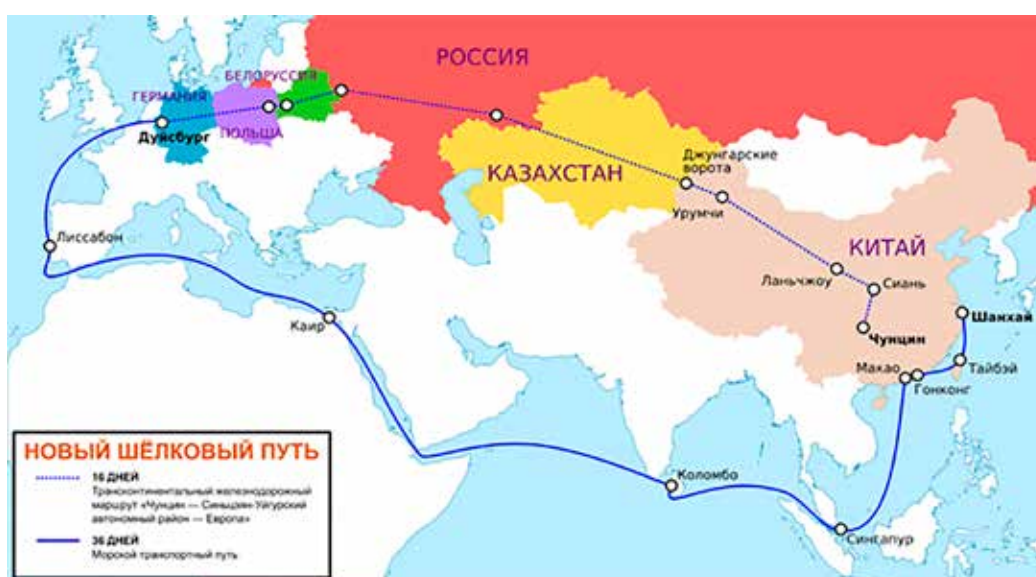 РОССИЯ
БЕЛОРУССИЯ
ГЕРМАНИЯ
ПОЛЬША
Дуйсбург
КАЗАХСТАН
Джунгарские
ворота
Урумчи
КИТАЙ
Лиссабон
Ланьчжоу
Сиань
Каир
Шанхай
Чунцин
Макао
Тайбэй
Гонконг
Коломбо
Сингапур
НОВЫЙ ШЁЛКОВЫЙ ПУТЬ
16 ДНЕЙ
Трансконтинентальный железнодорожный
маршрут «Чунцин — Синьцзян-Уйгурский
автономный район — Европа»
36 ДНЕЙ
Морской транспортный путь